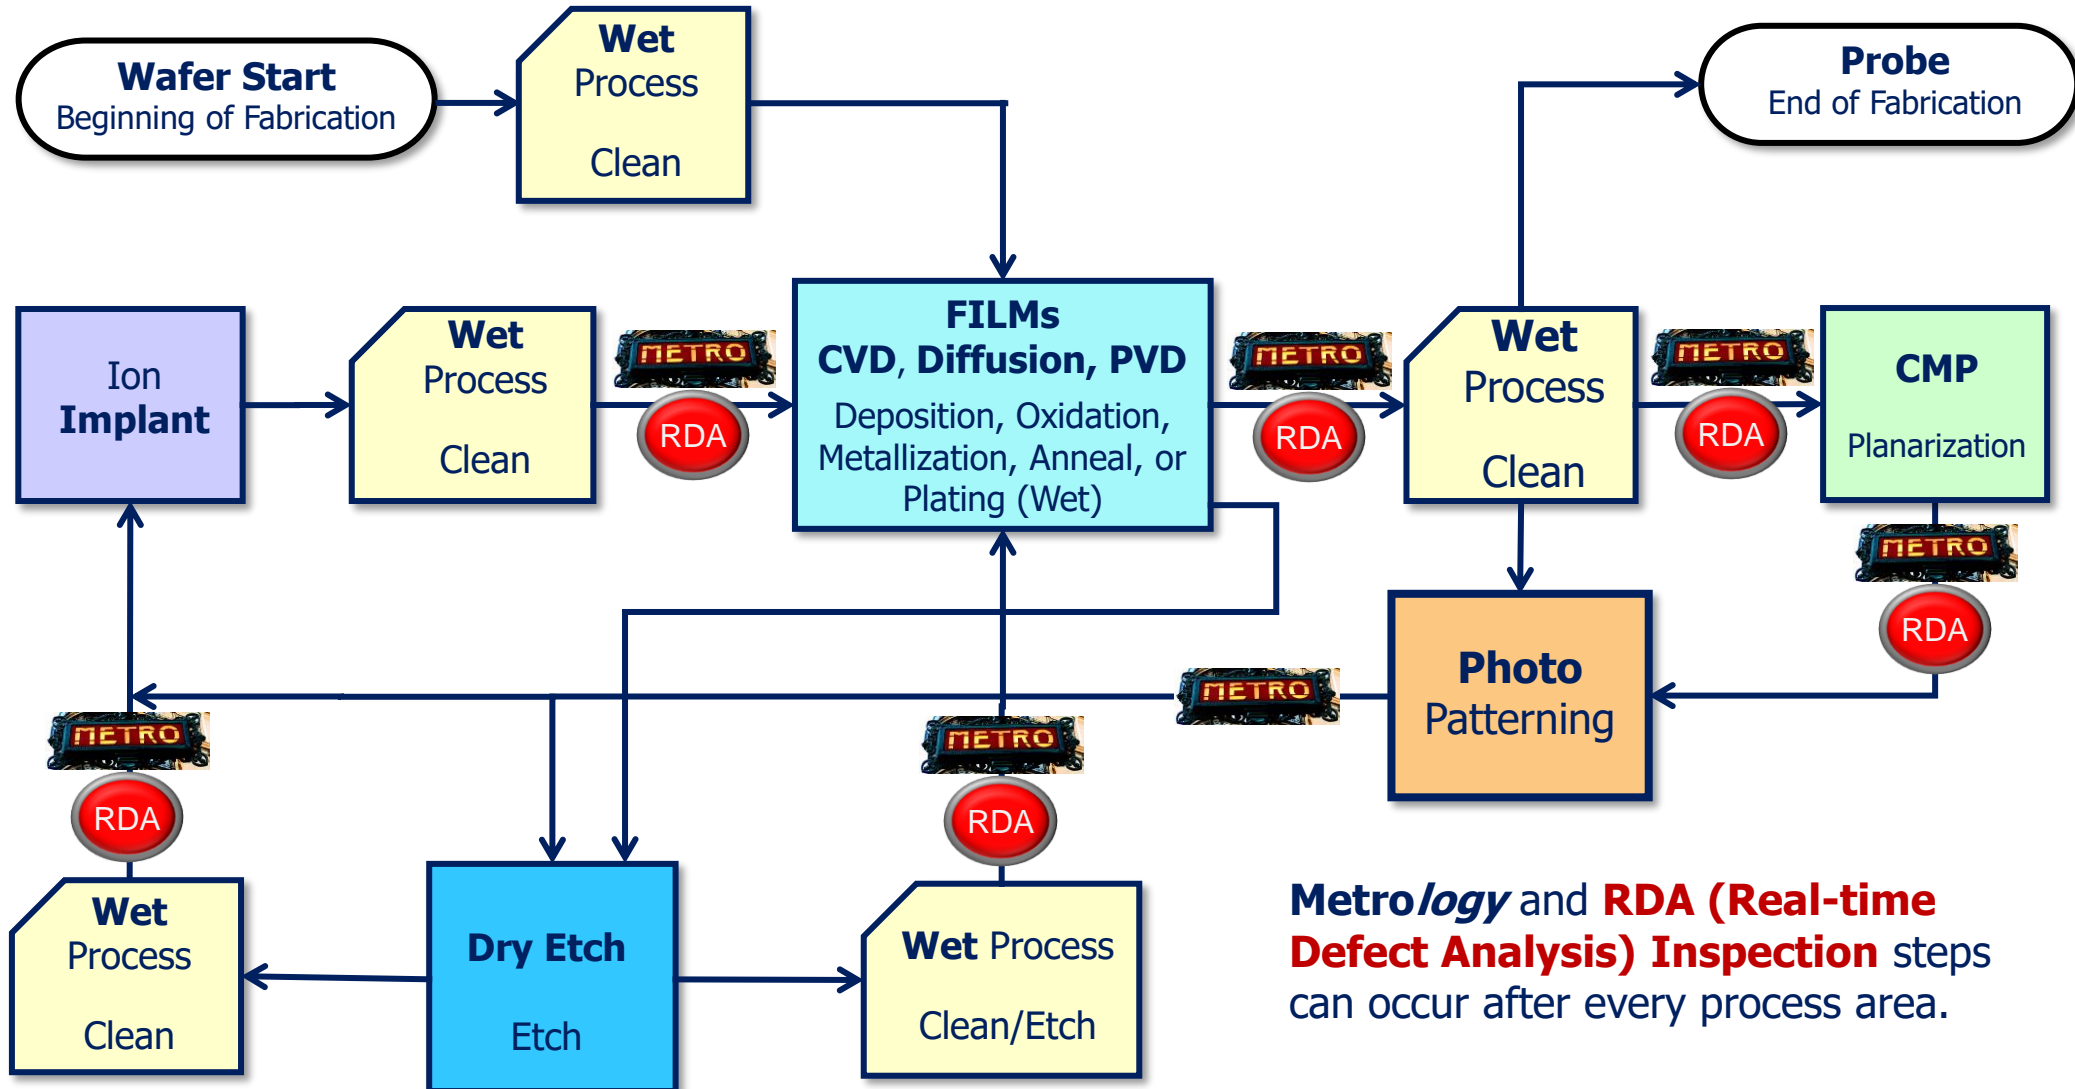 Wafer Start
Beginning of Fabrication
Wet
Process
Clean
Probe
End of Fabrication
Ion
Implant
Wet
Process
Clean
METRO
RDA
FILMs
CVD, Diffusion, PVD
Deposition, Oxidation,
Metallization, Anneal, or
Plating (Wet)
METRO
RDA
Wet
Process
Clean
METRO
RDA
CMP
Planarization
METRO
RDA
Photo
Patterning
METRO
METRO
RDA
METRO
RDA
Wet
Process
Clean
Dry Etch
Etch
Wet Process
Clean/Etch
Metrology and RDA (Real-time
Defect Analysis) Inspection steps
can occur after every process area.